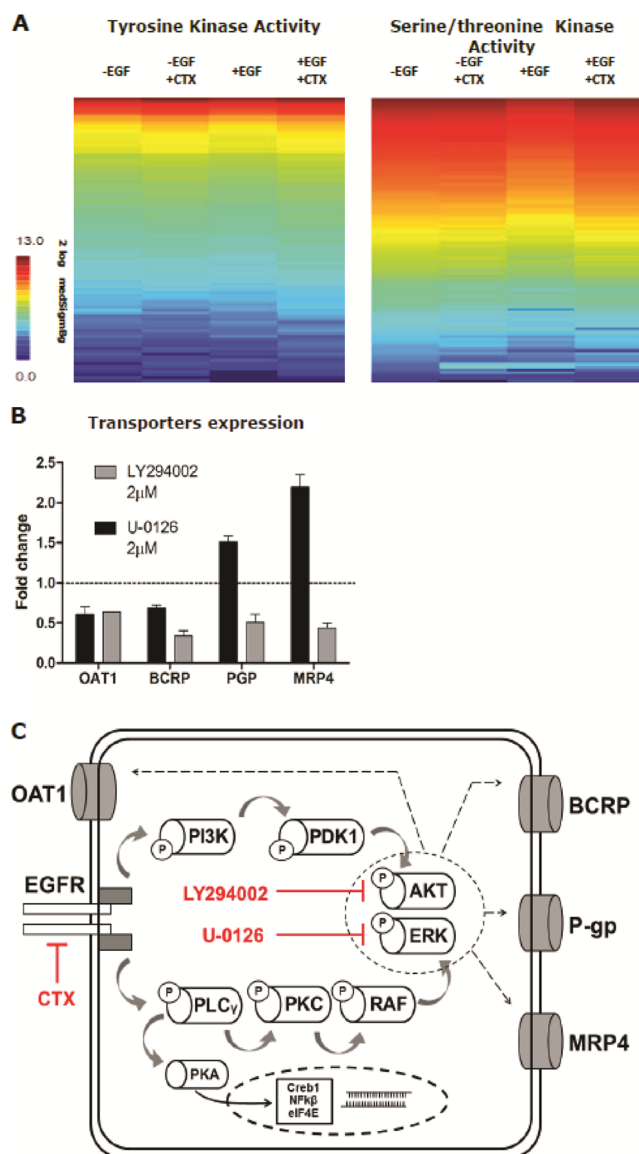 A
Tyrosine Kinase Activity
Serine/threonine Kinase
Activity
-EGF
-EGF
+CTX
+EGF
+EGF
+CTX
-EGF
-EGF
+CTX
+EGF
+EGF
+CTX
13.0
2 log medSigmBg
0.0
B
Transporters expression
2.5
2.0
1.5
1.0
0.5
0.0
Fold change
LY294002
2μM
U-0126
2μM
OAT1
BCRP
PGP
MRP4
C
OAT1
BCRP
P
PI3K
P
PDK1
EGFR
LY294002
P
AKT
P-gp
U-0126
P
ERK
CTX
P
PLCγ
P
PKC
P
RAF
MRP4
PKA
Creb1
NFkβ
eIF4E